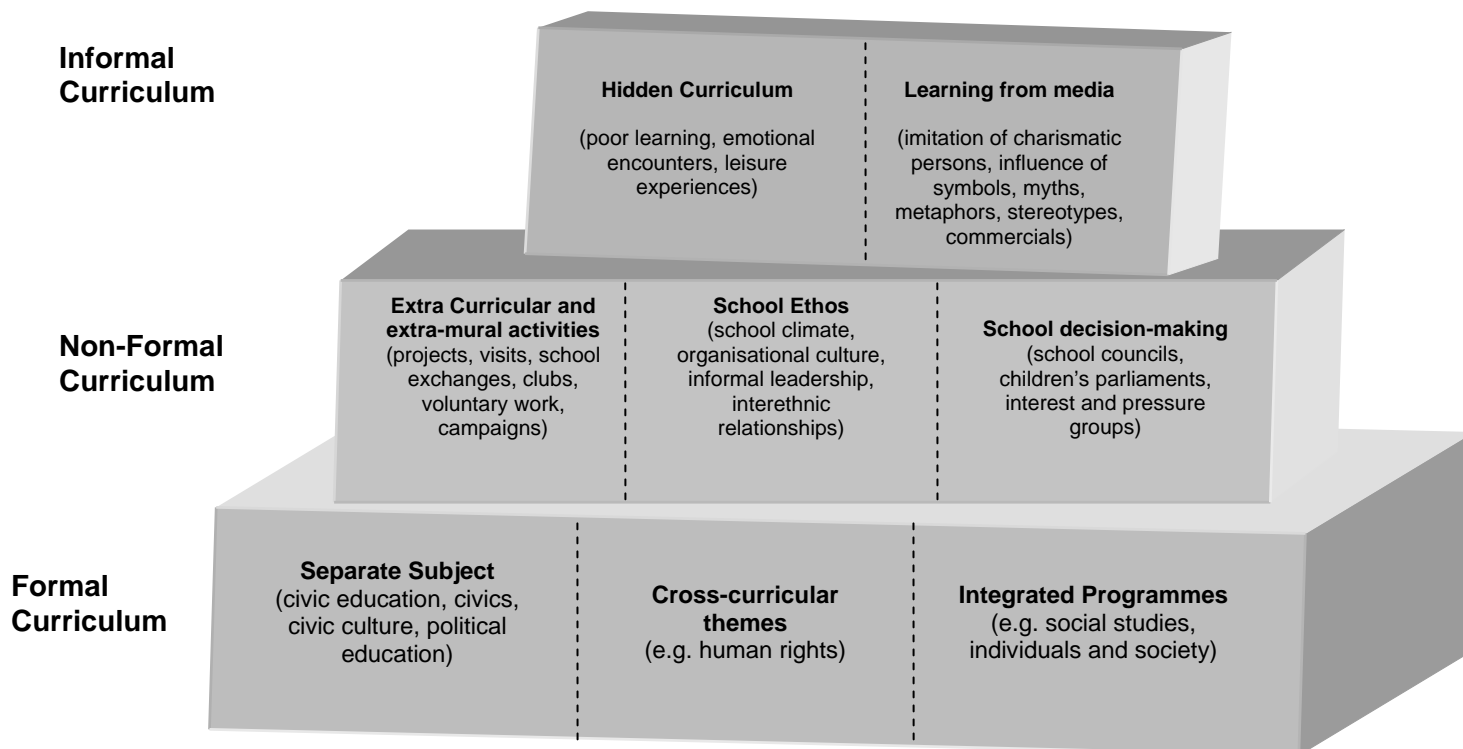 Informal
Curriculum
Hidden Curriculum
(poor learning, emotional
encounters, leisure
experiences)
Learning from media
(imitation of charismatic
persons, influence of
symbols, myths,
metaphors, stereotypes,
commercials)
Non-Formal
Curriculum
Extra Curricular and
extra-mural activities
(projects, visits, school
exchanges, clubs,
voluntary work,
campaigns)
School Ethos
(school climate,
organisational culture,
informal leadership,
interethnic
relationships)
School decision-making
(school councils,
children's parliaments,
interest and pressure
groups)
Formal
Curriculum
Separate Subject
(civic education, civics,
civic culture, political
education)
Cross-curricular
themes
(e.g. human rights)
Integrated Programmes
(e.g. social studies,
individuals and society)